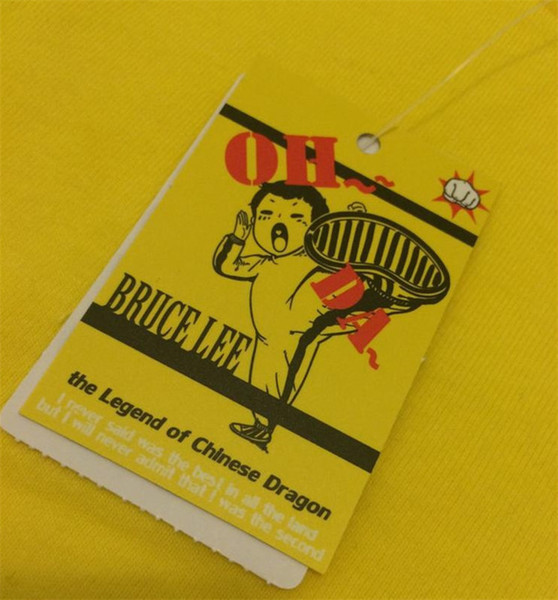 OH~~
DA~
BRUCE LEE
the Legend of Chinese Dragon
I never said was the best in all the land
but I will never admit that I was the second